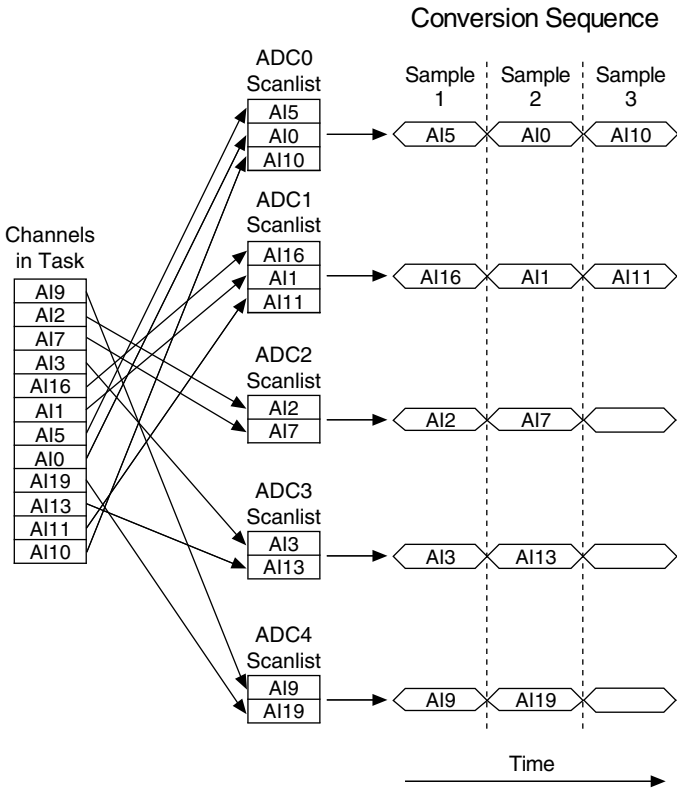 Conversion Sequence
Sample
1
Sample
2
Sample
3
Channels
in Task
AI9
AI2
AI7
AI3
AI16
AI1
AI5
AI0
AI19
AI13
AI11
AI10
ADC0
Scanlist
AI5
AI0
AI10
AI5
AI0
AI10
ADC1
Scanlist
AI16
AI1
AI11
AI16
AI1
AI11
ADC2
Scanlist
AI2
AI7
AI2
AI7
ADC3
Scanlist
AI3
AI13
AI3
AI13
ADC4
Scanlist
AI9
AI19
AI9
AI19
Time